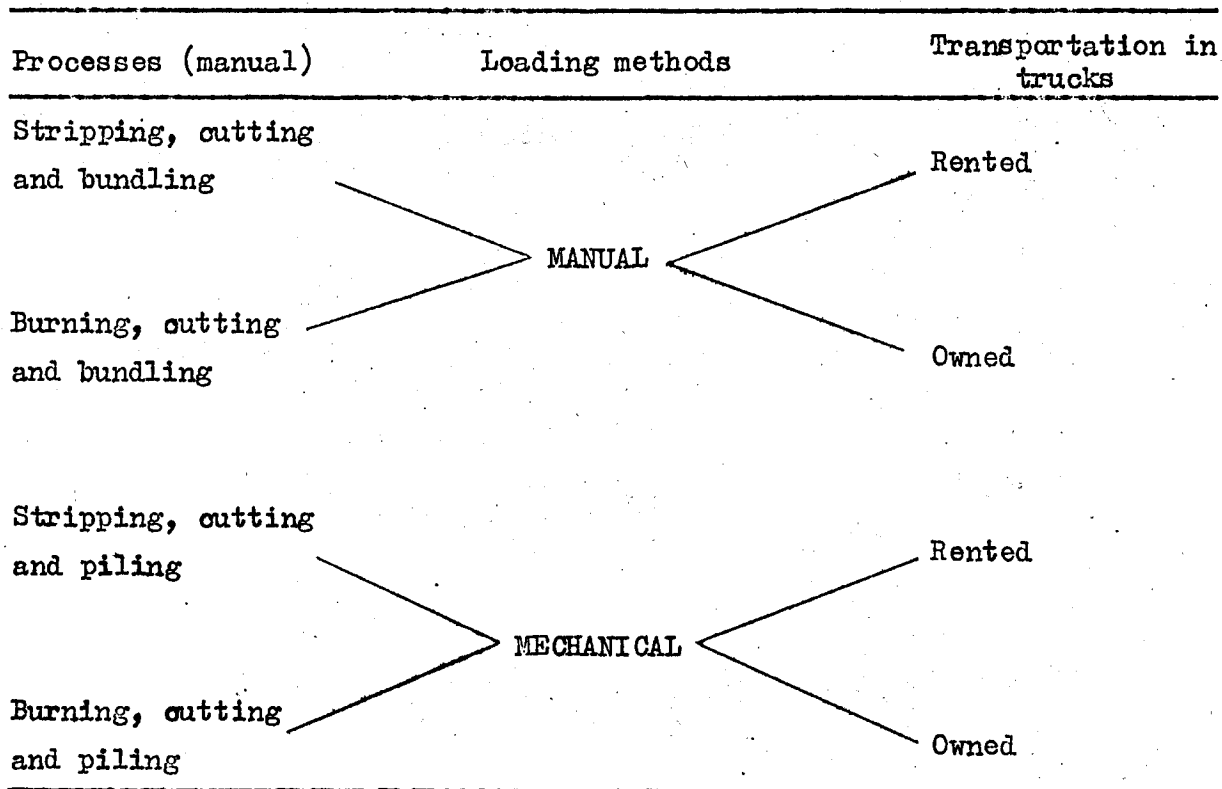 Processes (manual) Loading methods Transportation in
trucks
Stripping, cutting
and bundling
Rented
MANUAL
Burning, cutting
and bundling
Owned
Stripping, cutting
and piling
Rented
MECHANICAL
Burning, cutting
and piling
Owned